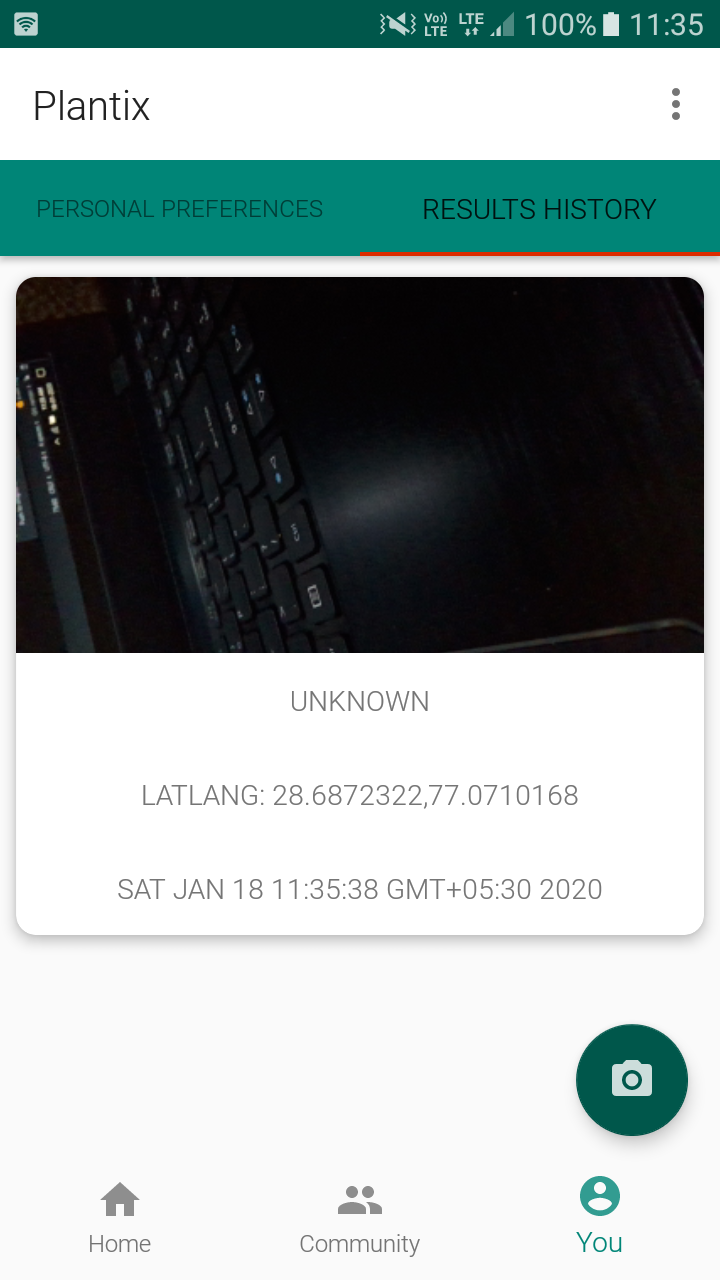 Vo)) LTE LTE 100% 11:35
Plantix
PERSONAL PREFERENCES
RESULTS HISTORY
UNKNOWN
LATLANG: 28.6872322,77.0710168
SAT JAN 18 11:35:38 GMT+05:30 2020
Home
Community
You